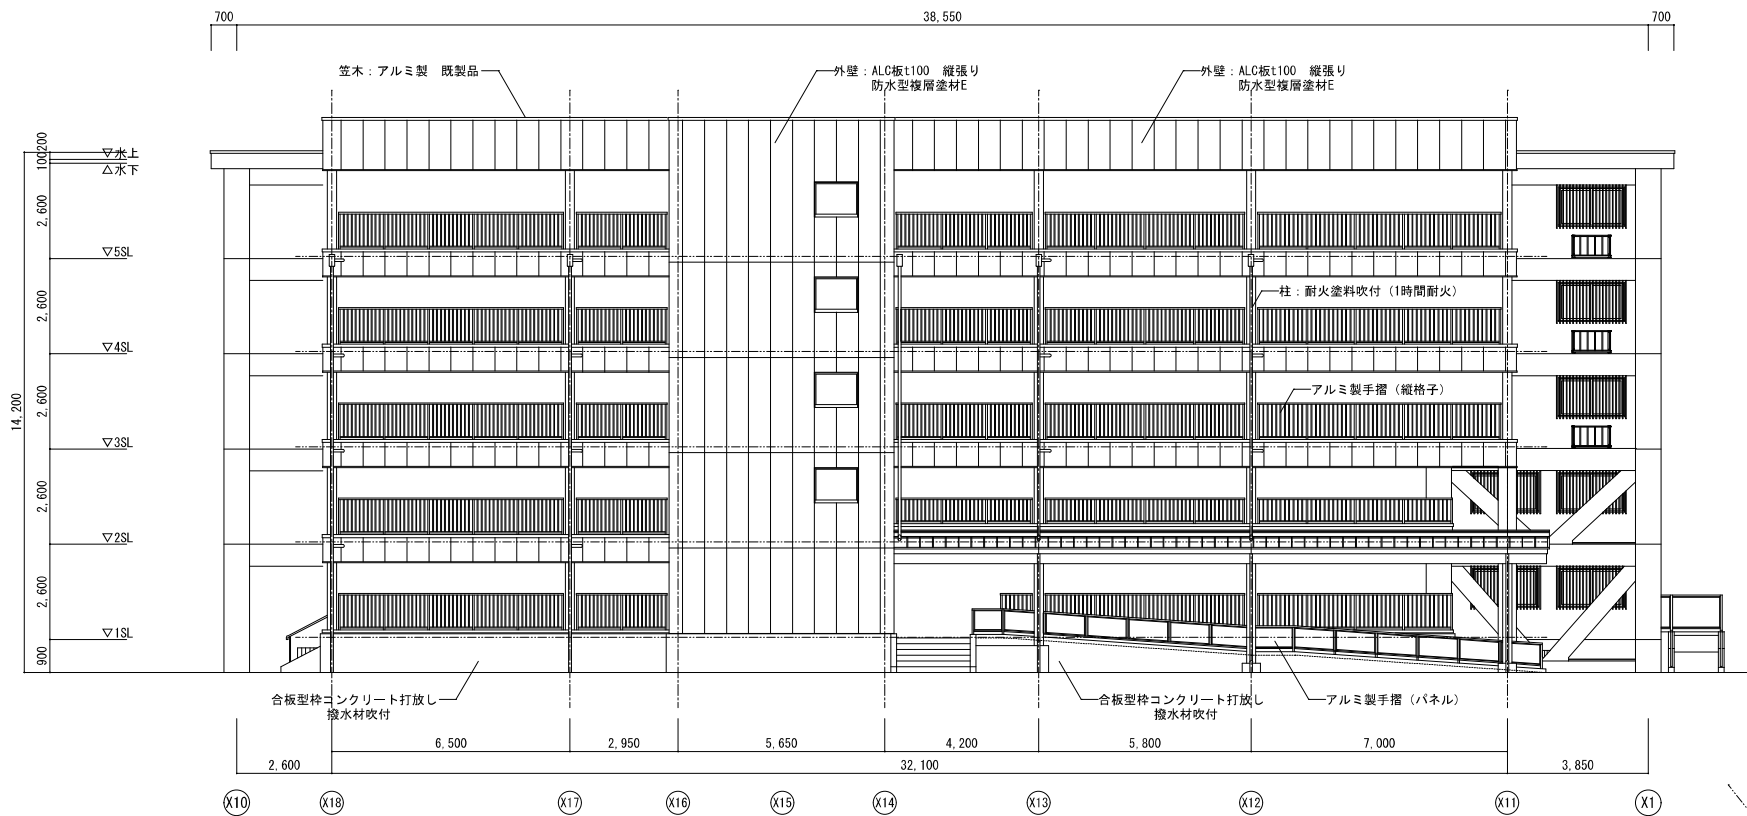 700
38,550
700
笠木：アルミ製　既製品
外壁：ALC板t100　縦張り
防水型複層塗材E
外壁：ALC板t100　縦張り
防水型複層塗材E
200
100
▽水上
△水下
2,600
▽5SL
2,600
柱：耐火塗料吹付（1時間耐火）
▽4SL
2,600
アルミ製手摺（縦格子）
14,200
▽3SL
2,600
▽2SL
2,600
▽1SL
900
合板型枠コンクリート打放し
撥水材吹付
合板型枠コンクリート打放し
撥水材吹付
アルミ製手摺（パネル）
6,500
2,950
5,650
4,200
5,800
7,000
2,600
32,100
3,850
X10
X18
X17
X16
X15
X14
X13
X12
X11
X1